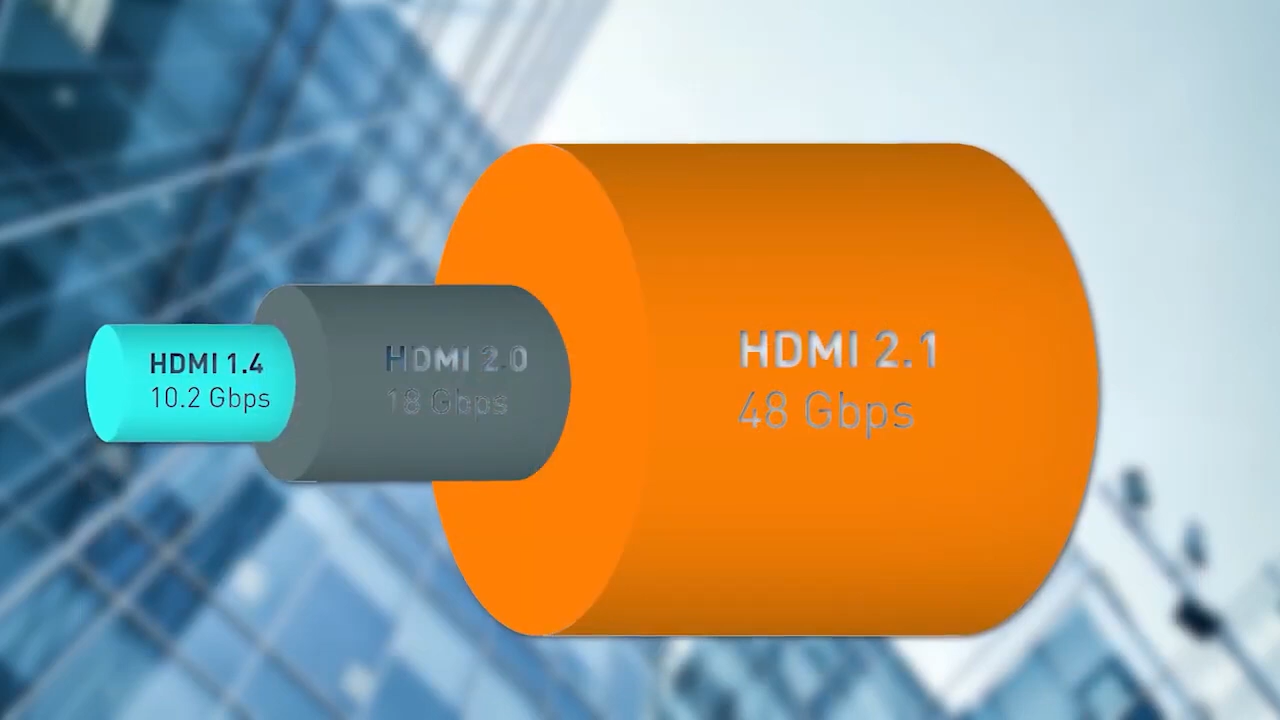 HDMI 1.4
10.2 Gbps
HDMI 2.0
18 Gbps
HDMI 2.1
48 Gbps